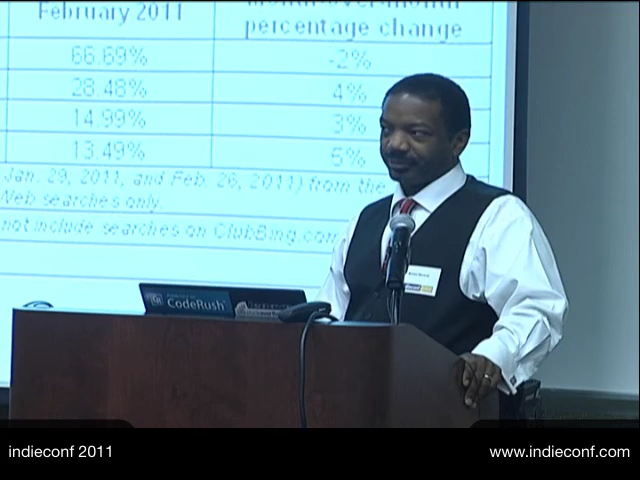 February 2011
percentage change
66.69%
-2%
28.48%
4%
14.99%
3%
13.49%
5%
Jan. 29, 2011, and Feb. 26, 2011) from the
Web searches only.
not include searches on ClubBing.com
CodeRush
indieconf 2011
www.indieconf.com